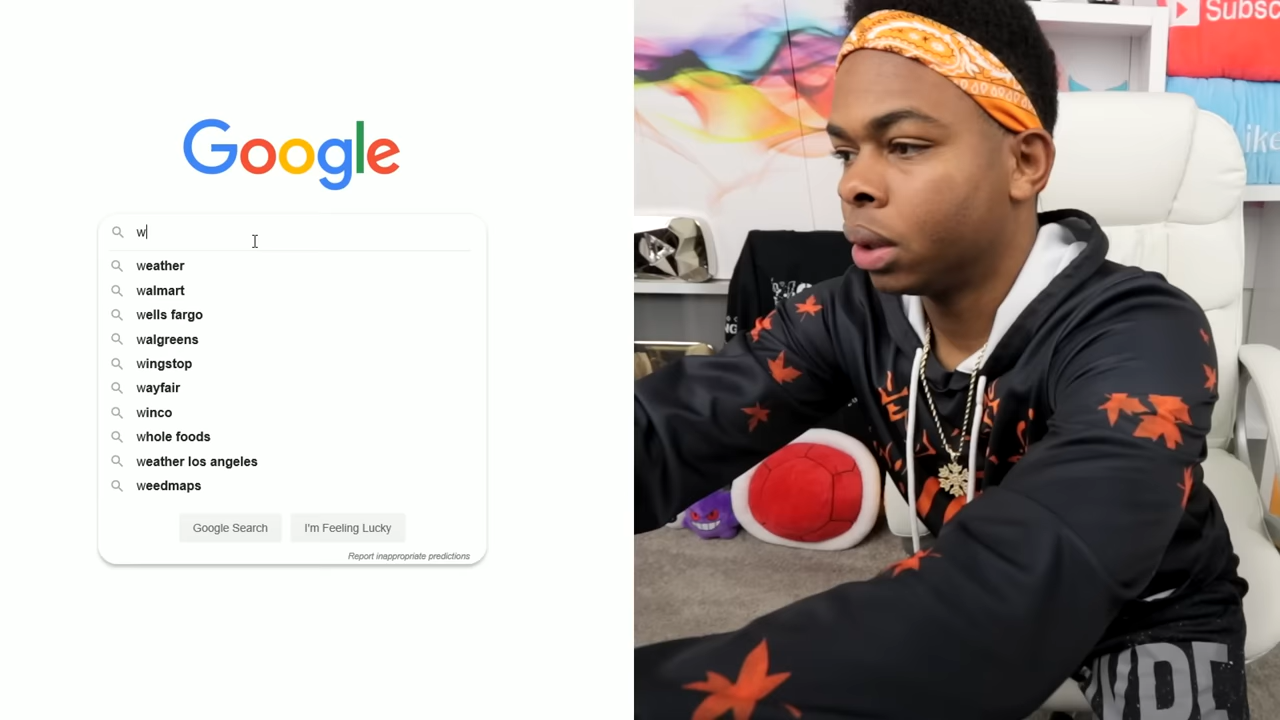 Google
w
weather
walmart
wells fargo
walgreens
wingstop
wayfair
winco
whole foods
weather los angeles
weedmaps
Google Search
I'm Feeling Lucky
Report inappropriate predictions
Subsc
ike